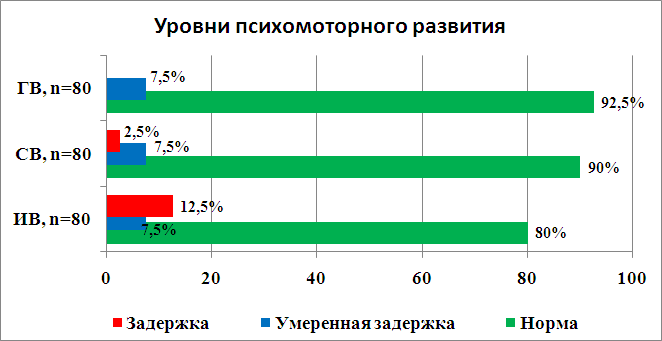 Уровни психомоторного развития
ГВ, n=80
7,5%
92,5%
СВ, n=80
2,5%
7,5%
90%
ИВ, n=80
12,5%
7,5%
80%
0 20 40 60 80 100
Задержка Умеренная задержка Норма